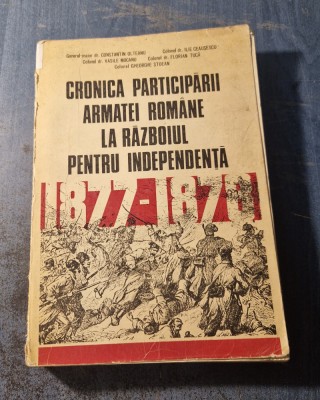 General-maior dr. CONSTANTIN OLTEANU Colonel dr. ILIE CEAUȘESCU
Colonel dr. VASILE MOCANU Colonel dr. FLORIAN TUCĂ
Colonel GHEORGHE STOEAN
CRONICA PARTICIPĂRII
ARMATEI ROMÂNE
LA RĂZBOIUL
PENTRU INDEPENDENȚĂ
1877-1878